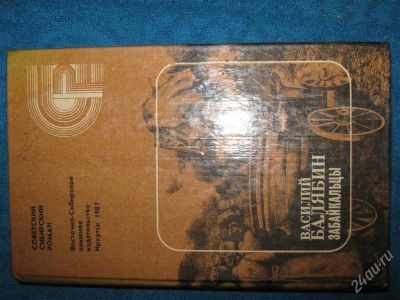 СОВЕТСКИЙ
СИБИРСКИЙ
РОМАН
Восточно-Сибирское
книжное
издательство
Иркутск 1987
ВАСИЛИЙ
БАЛЯБИН
ЗАБАЙКАЛЬЦЫ
24au.ru